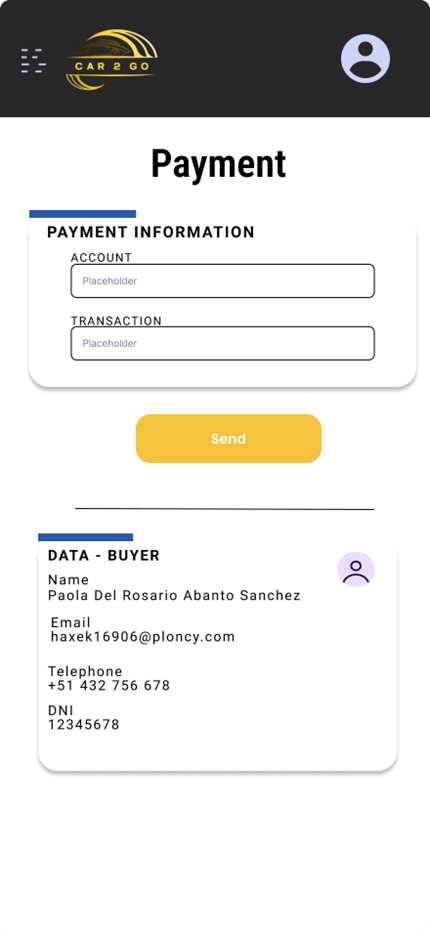 CAR 2 GO
Payment
PAYMENT INFORMATION
ACCOUNT
Placeholder
TRANSACTION
Placeholder
Send
DATA - BUYER
Name
Paola Del Rosario Abanto Sanchez
Email
haxek16906@ploncy.com
Telephone
+51 432 756 678
DNI
12345678